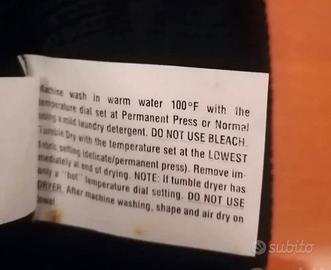 Machine wash in warm water 100°F with the
temperature dial set at Permanent Press or Normal
using a mild laundry detergent. DO NOT USE BLEACH.
Tumble Dry with the temperature set at the LOWEST
fabric setting (delicate/permanent press). Remove im-
mediately at end of drying. NOTE: If tumble dryer has
only a "hot" temperature dial setting. DO NOT USE
DRYER. After machine washing, shape and air dry on
towel
subito